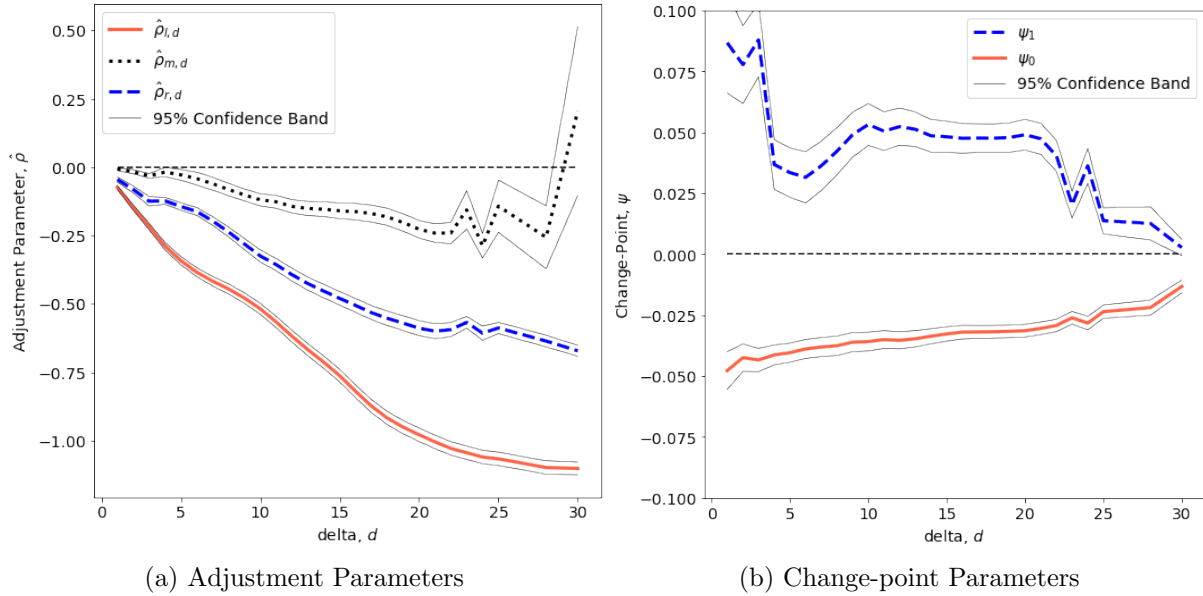 0.50
0.25
0.00
−0.25
−0.50
−0.75
−1.00
Adjustment Parameter, ρ̂
ρ̂l, d
ρ̂m, d
ρ̂r, d
95% Confidence Band
0 5 10 15 20 25 30
delta, d
(a) Adjustment Parameters
0.100
0.075
0.050
0.025
0.000
−0.025
−0.050
−0.075
−0.100
Change-Point, ψ
ψ1
ψ0
95% Confidence Band
0 5 10 15 20 25 30
delta, d
(b) Change-point Parameters